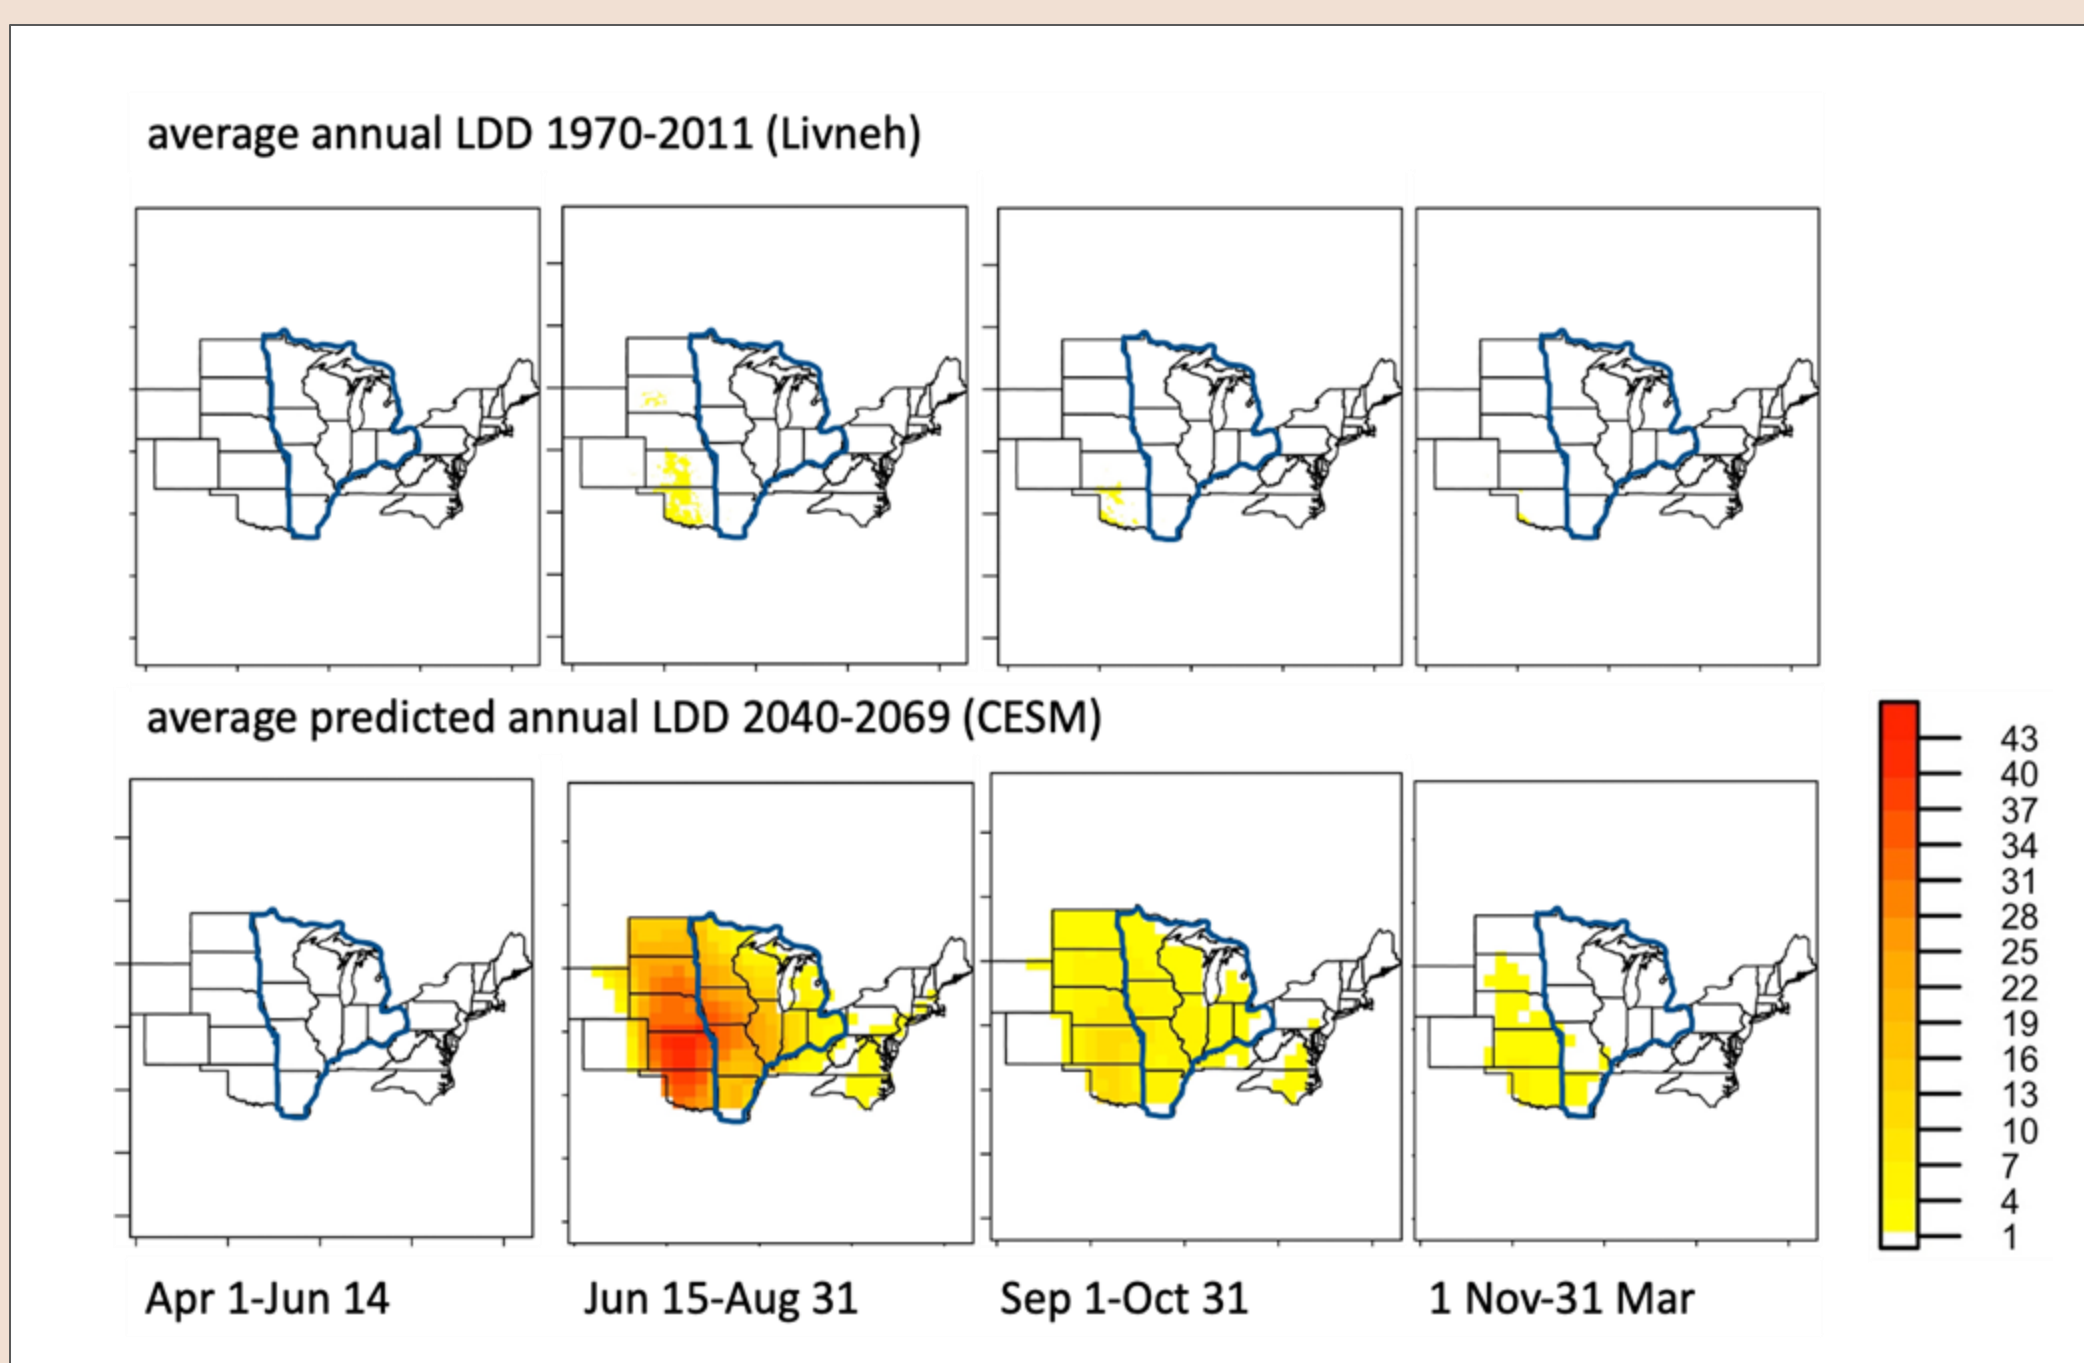 average annual LDD 1970-2011 (Livneh)
average predicted annual LDD 2040-2069 (CESM)
43
40
37
34
31
28
25
22
19
16
13
10
7
4
1
Apr 1-Jun 14
Jun 15-Aug 31
Sep 1-Oct 31
1 Nov-31 Mar